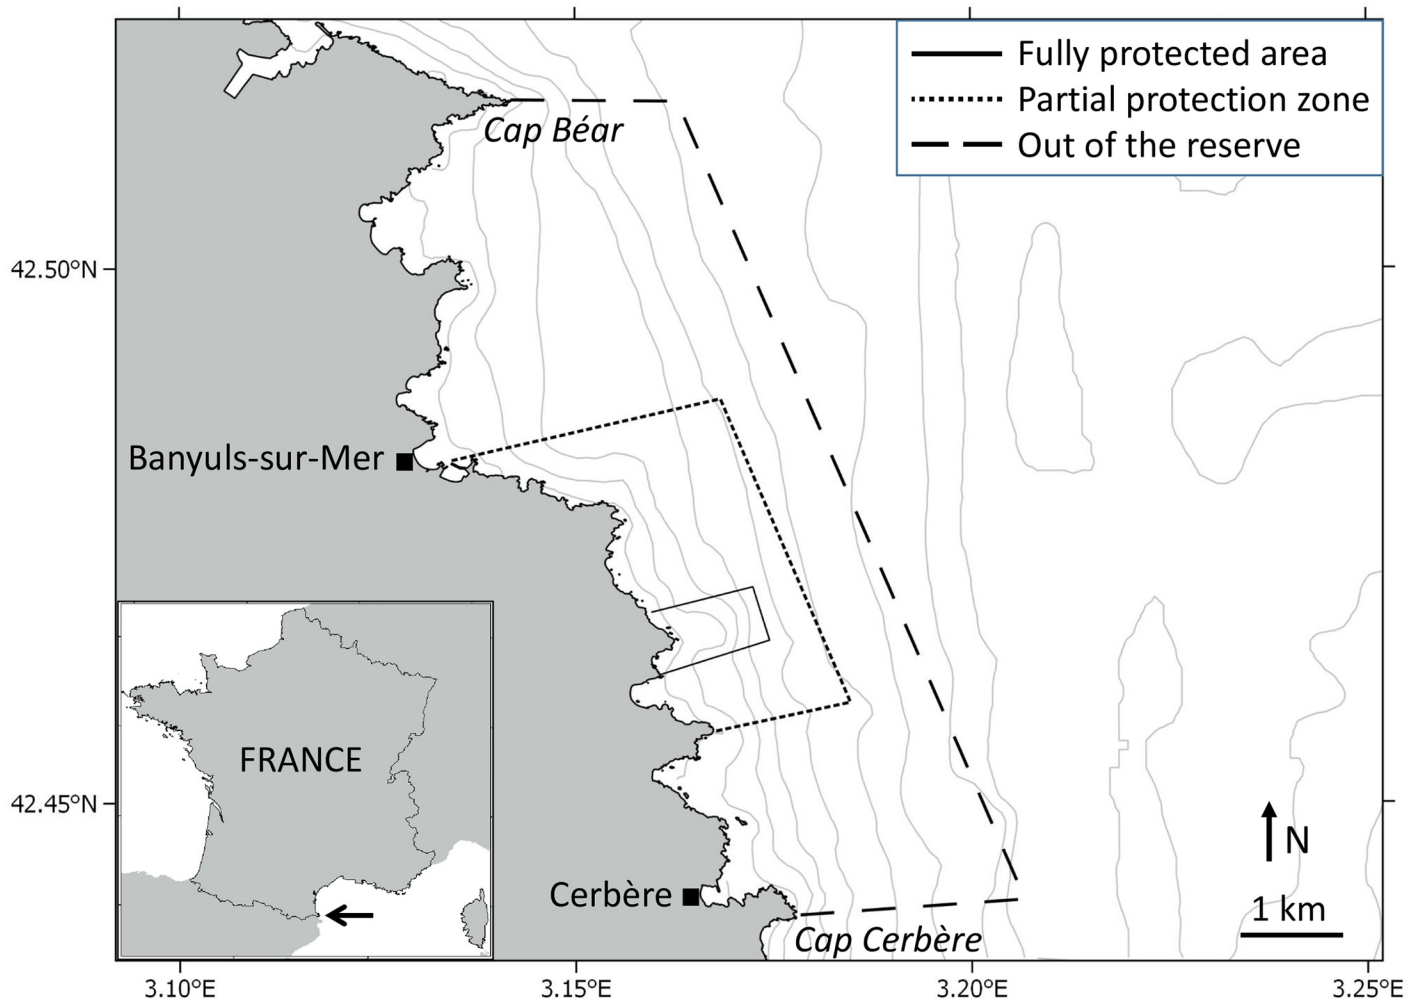 Fully protected area
Partial protection zone
Out of the reserve
Cap Béar
42.50°N
Banyuls-sur-Mer
FRANCE
42.45°N
N
Cerbère
1 km
Cap Cerbère
3.10°E
3.15°E
3.20°E
3.25°E